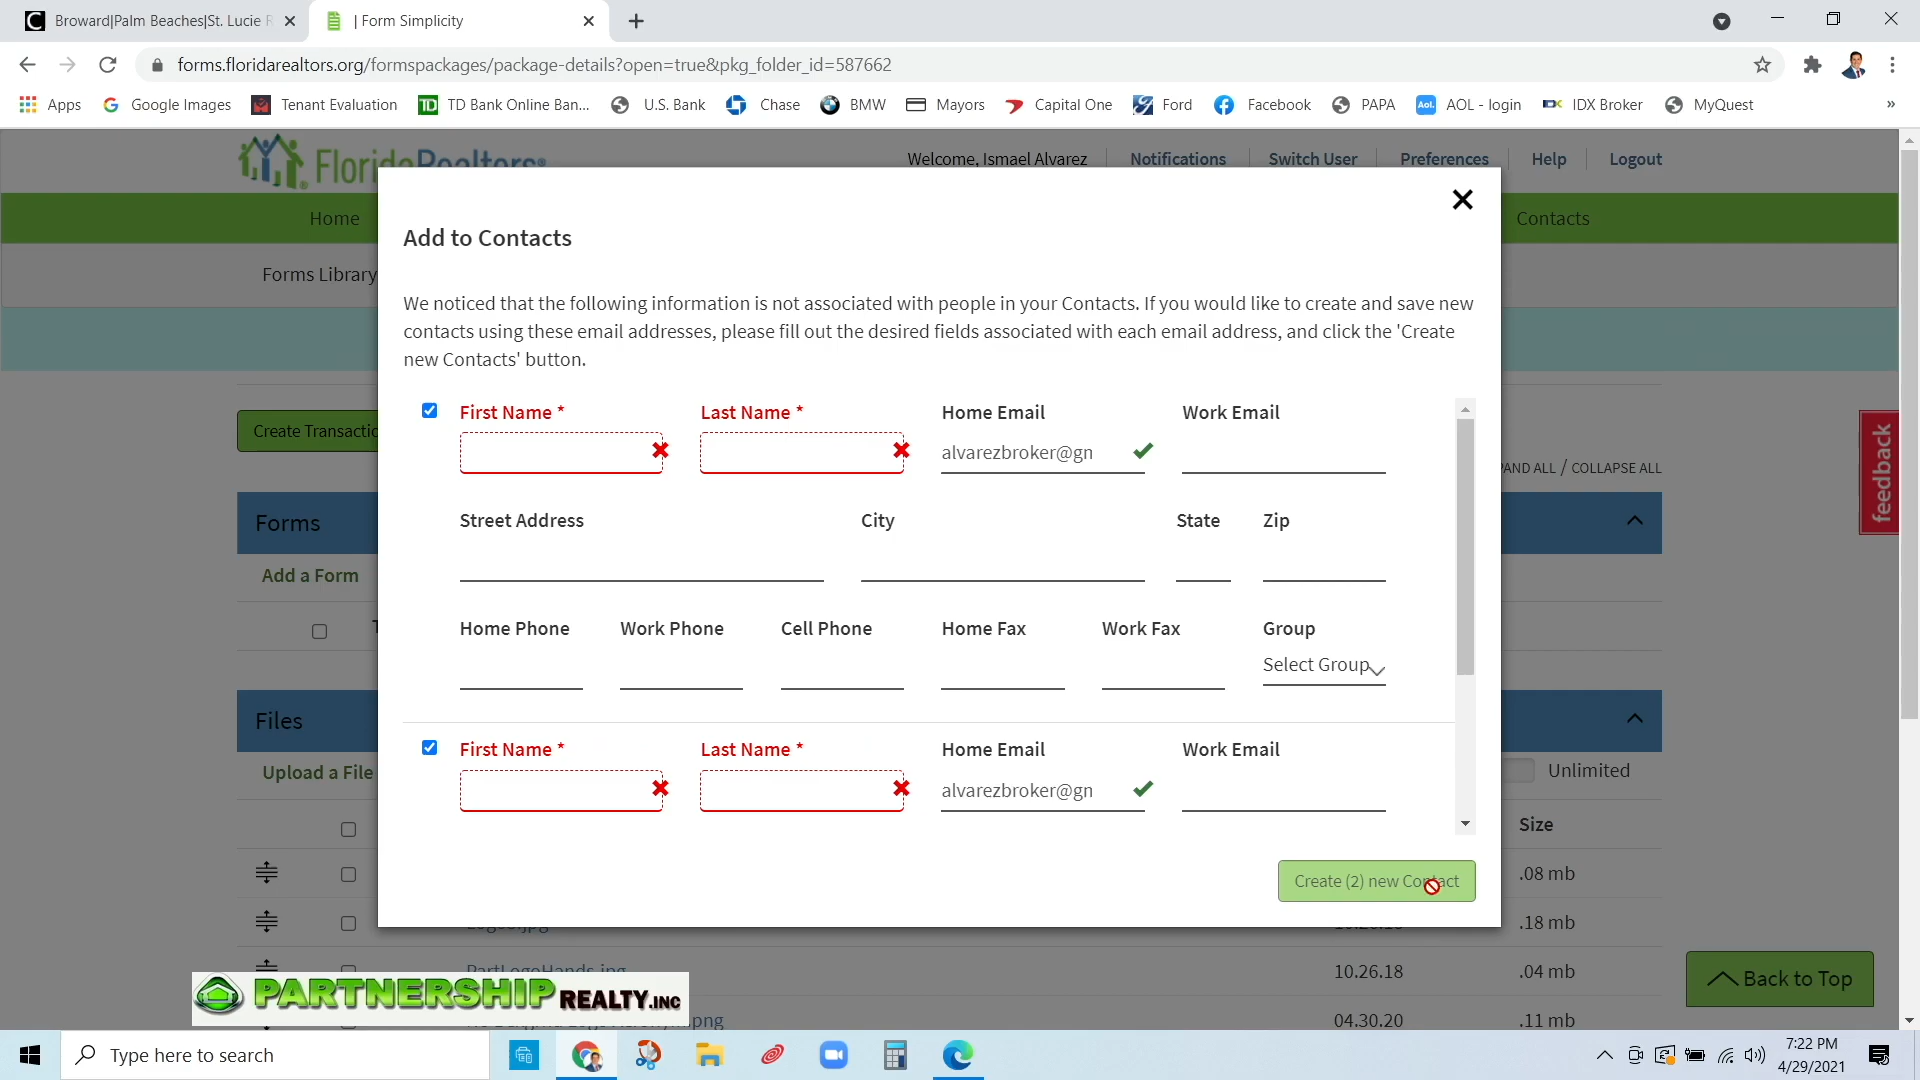 Broward|Palm Beaches|St. Lucie R
| Form Simplicity
forms.floridarealtors.org/formspackages/package-details?open=true&pkg_folder_id=587662
Apps Google Images Tenant Evaluation TD Bank Online Ban... U.S. Bank Chase BMW Mayors Capital One Ford Facebook PAPA AOL - login IDX Broker MyQuest »
FloridaRealtors®
Welcome, Ismael Alvarez Notifications Switch User Preferences Help Logout
Home Contacts
Forms Library
Add to Contacts
We noticed that the following information is not associated with people in your Contacts. If you would like to create and save new
contacts using these email addresses, please fill out the desired fields associated with each email address, and click the 'Create
new Contacts' button.
First Name * Last Name * Home Email Work Email
alvarezbroker@gn
Street Address City State Zip
Home Phone Work Phone Cell Phone Home Fax Work Fax Group
Select Group
First Name * Last Name * Home Email Work Email
alvarezbroker@gn
Create (2) new Contact
Create Transactio
PAND ALL / COLLAPSE ALL
feedback
Forms
Add a Form
Files
Upload a File
Unlimited
Size
.08 mb
.18 mb
PartLogoHands.jpg 10.26.18 .04 mb
png 04.30.20 .11 mb
Back to Top
PARTNERSHIP REALTY.INC
Type here to search
7:22 PM
4/29/2021